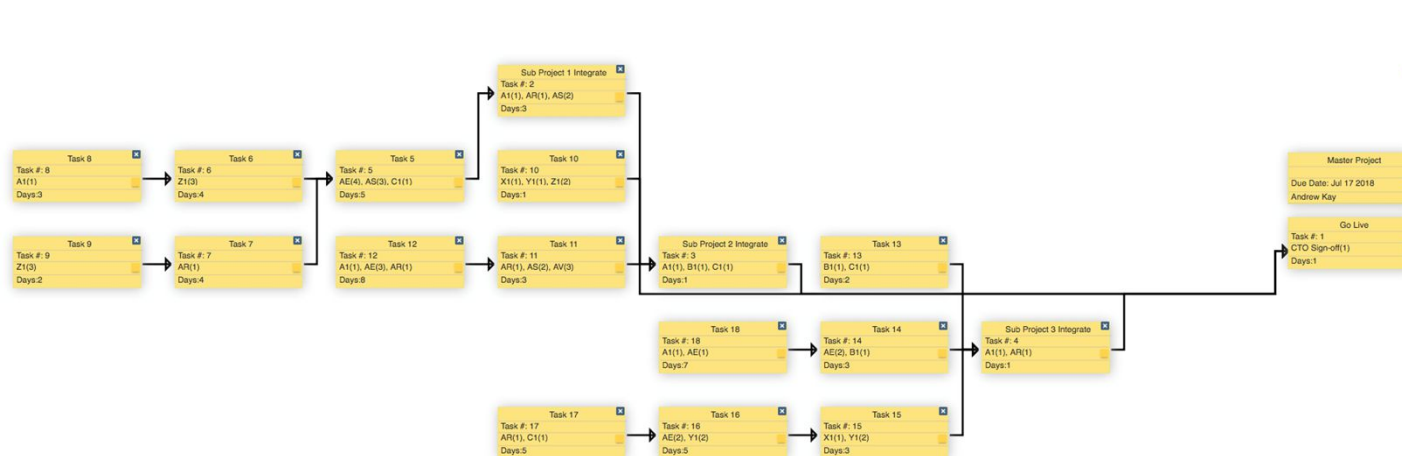 Sub Project 1 Integrate
Task #: 2
A1(1), AR(1), AS(2)
Days:3
Task 8
Task #: 8
A1(1)
Days:3
Task 6
Task #: 6
Z1(3)
Days:4
Task 5
Task #: 5
AE(4), AS(3), C1(1)
Days:5
Task 10
Task #: 10
X1(1), Y1(1), Z1(2)
Days:1
Master Project
Due Date: Jul 17 2018
Andrew Kay
Task 9
Task #: 9
Z1(3)
Days:2
Task 7
Task #: 7
AR(1)
Days:4
Task 12
Task #: 12
A1(1), AE(3), AR(1)
Days:8
Task 11
Task #: 11
AR(1), AS(2), AV(3)
Days:3
Sub Project 2 Integrate
Task #: 3
A1(1), B1(1), C1(1)
Days:1
Task 13
Task #: 13
B1(1), C1(1)
Days:2
Go Live
Task #: 1
CTO Sign-off(1)
Days:1
Task 18
Task #: 18
A1(1), AE(1)
Days:7
Task 14
Task #: 14
AE(2), B1(1)
Days:3
Sub Project 3 Integrate
Task #: 4
A1(1), AR(1)
Days:1
Task 17
Task #: 17
AR(1), C1(1)
Days:5
Task 16
Task #: 16
AE(2), Y1(2)
Days:5
Task 15
Task #: 15
X1(1), Y1(2)
Days:3